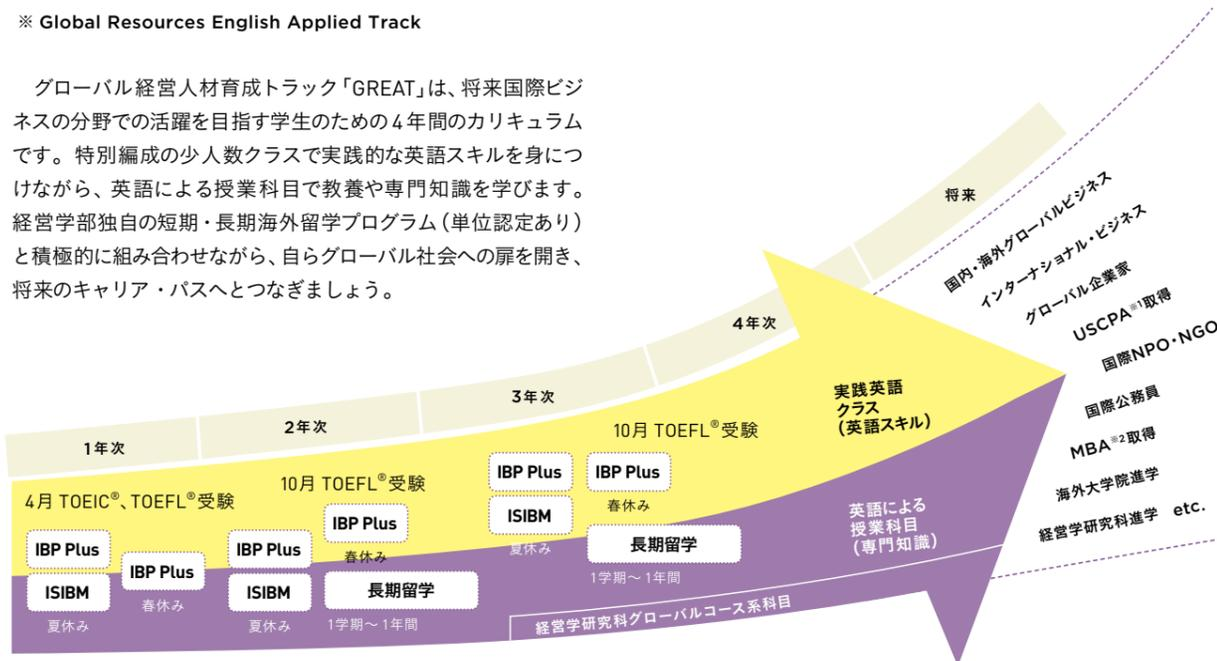 ※ Global Resources English Applied Track
グローバル経営人材育成トラック「GREAT」は、将来国際ビジ
ネスの分野での活躍を目指す学生のための4年間のカリキュラム
です。特別編成の少人数クラスで実践的な英語スキルを身につ
けながら、英語による授業科目で教養や専門知識を学びます。
経営学部独自の短期・長期海外留学プログラム(単位認定あり)
と積極的に組み合わせながら、自らグローバル社会への扉を開き、
将来のキャリア・パスへとつなぎましょう。
1年次
2年次
3年次
4年次
将来
4月 TOEIC®、TOEFL®受験
IBP Plus
ISIBM
夏休み
IBP Plus
春休み
10月 TOEFL®受験
IBP Plus
ISIBM
夏休み
IBP Plus
春休み
長期留学
1学期〜1年間
10月 TOEFL®受験
IBP Plus
ISIBM
夏休み
IBP Plus
春休み
長期留学
1学期〜1年間
実践英語
クラス
(英語スキル)
英語による
授業科目
(専門知識)
経営学研究科グローバルコース系科目
国内・海外グローバルビジネス
インターナショナル・ビジネス
グローバル企業家
USCPA※1取得
国際NPO・NGO
国際公務員
MBA※2取得
海外大学院進学
経営学研究科進学 etc.